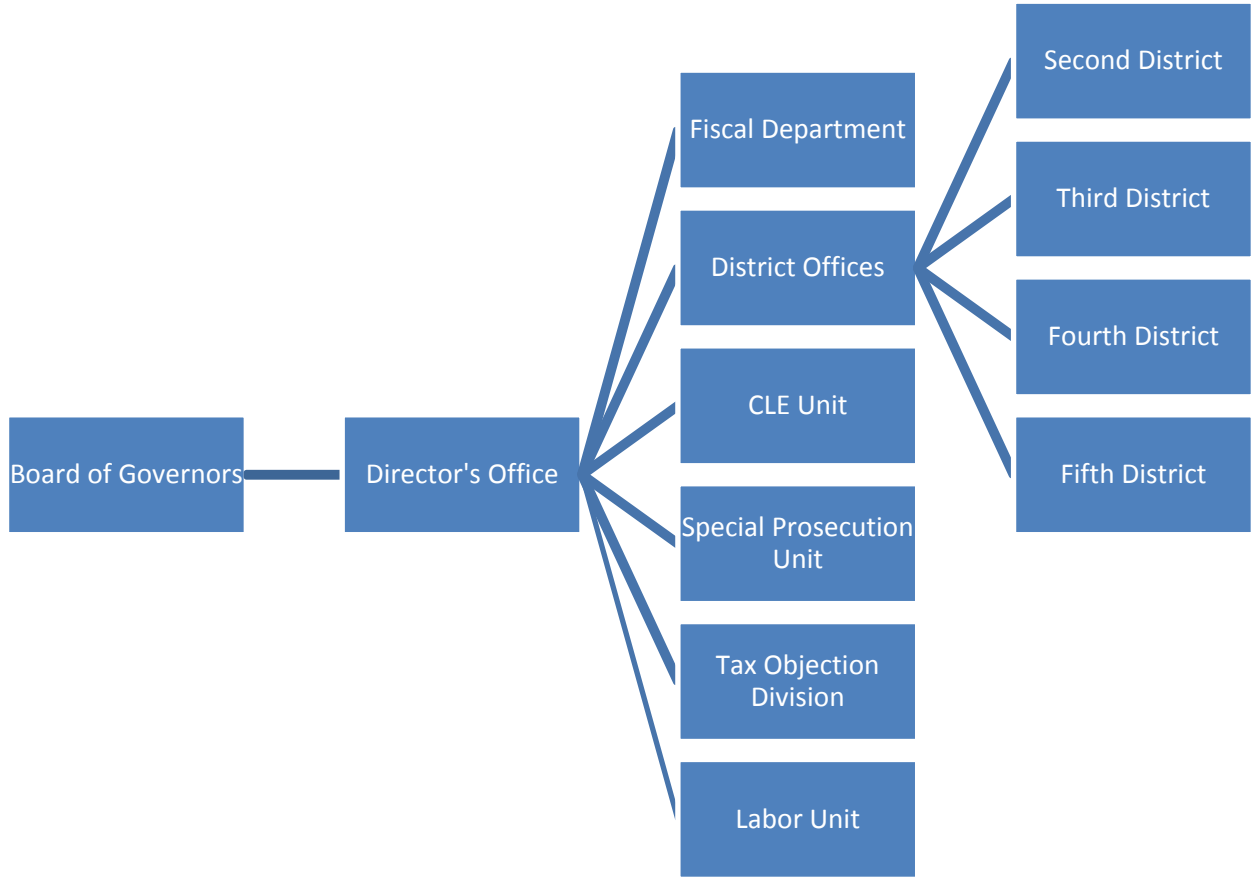 Board of Governors
Director's Office
Fiscal Department
District Offices
CLE Unit
Special Prosecution
Unit
Tax Objection
Division
Labor Unit
Second District
Third District
Fourth District
Fifth District